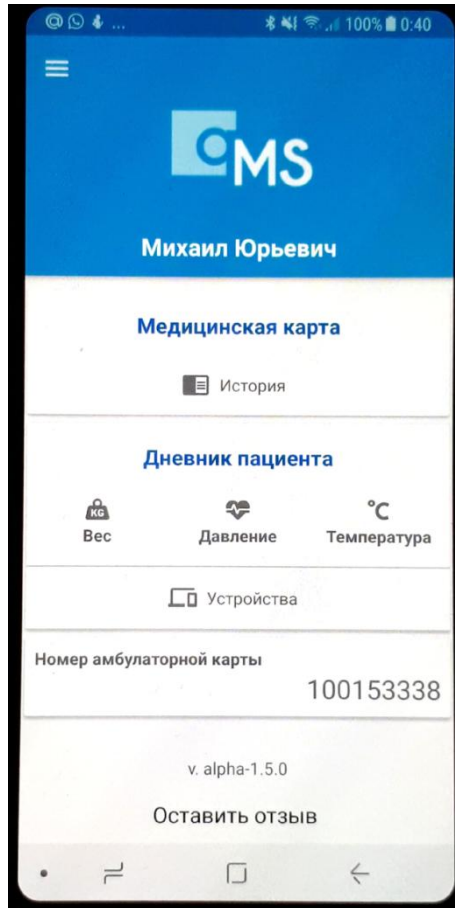 100% 0:40
GMS
Михаил Юрьевич
Медицинская карта
История
Дневник пациента
KG °C
Вес Давление Температура
Устройства
Номер амбулаторной карты
100153338
v. alpha-1.5.0
Оставить отзыв